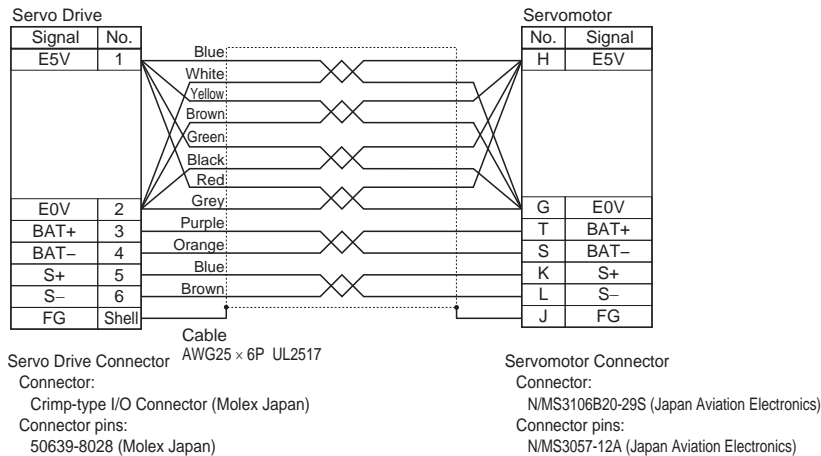 Servo Drive
Servomotor
Signal No.
No. Signal
E5V 1
H E5V
Blue
White
Yellow
Brown
Green
Black
Red
Grey
E0V 2
G E0V
Purple
BAT+ 3
T BAT+
Orange
BAT− 4
S BAT−
Blue
S+ 5
K S+
Brown
S− 6
L S−
FG Shell
J FG
Cable
AWG25 × 6P UL2517
Servo Drive Connector
Connector:
Crimp-type I/O Connector (Molex Japan)
Connector pins:
50639-8028 (Molex Japan)
Servomotor Connector
Connector:
N/MS3106B20-29S (Japan Aviation Electronics)
Connector pins:
N/MS3057-12A (Japan Aviation Electronics)